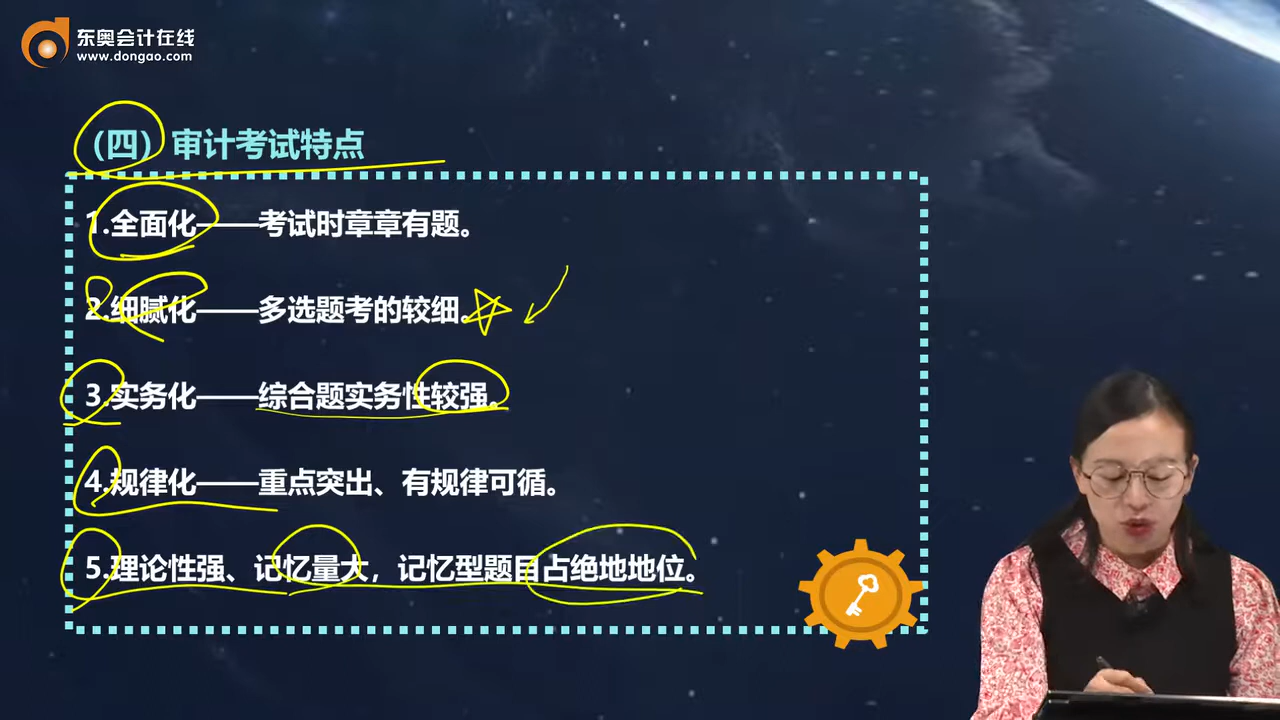 东奥会计在线
www.dongao.com
（四）审计考试特点
1.全面化——考试时章章有题。
2.细腻化——多选题考的较细。
3.实务化——综合题实务性较强。
4.规律化——重点突出、有规律可循。
5.理论性强、记忆量大，记忆型题目占绝地地位。